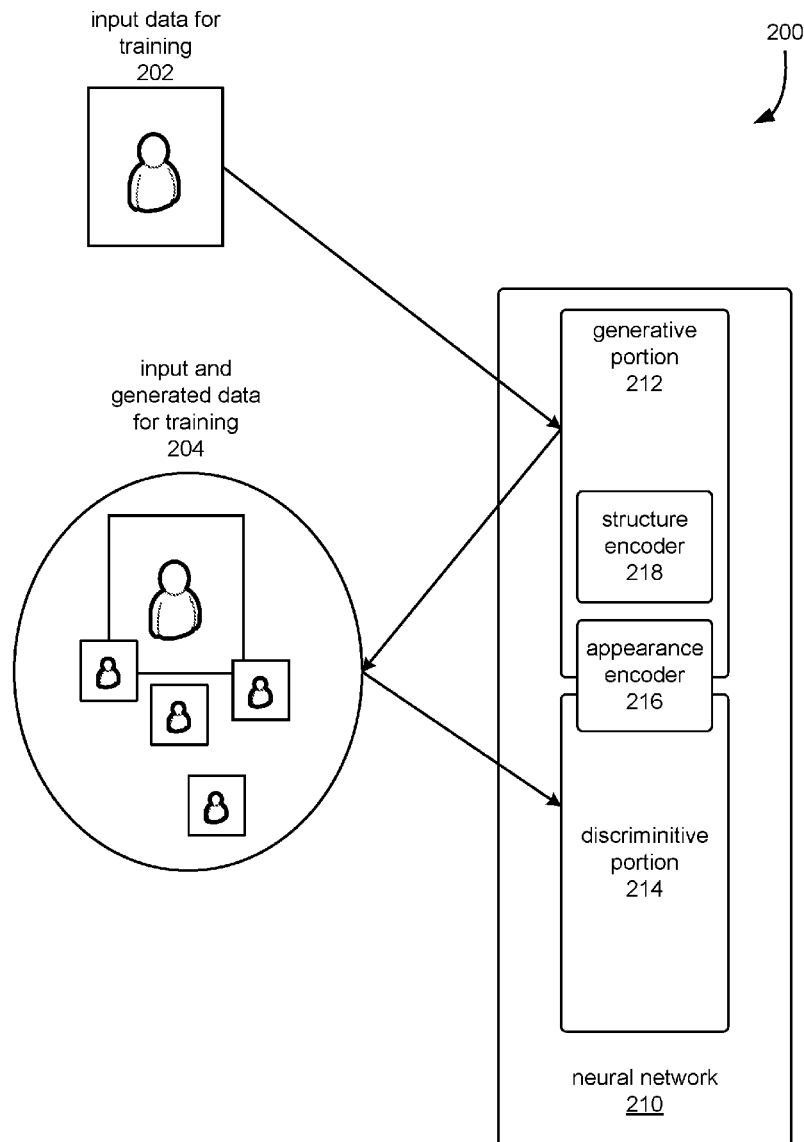 input data for
training
202
200
generative
portion
212
input and
generated data
for training
204
structure
encoder
218
appearance
encoder
216
discriminitive
portion
214
neural network
210